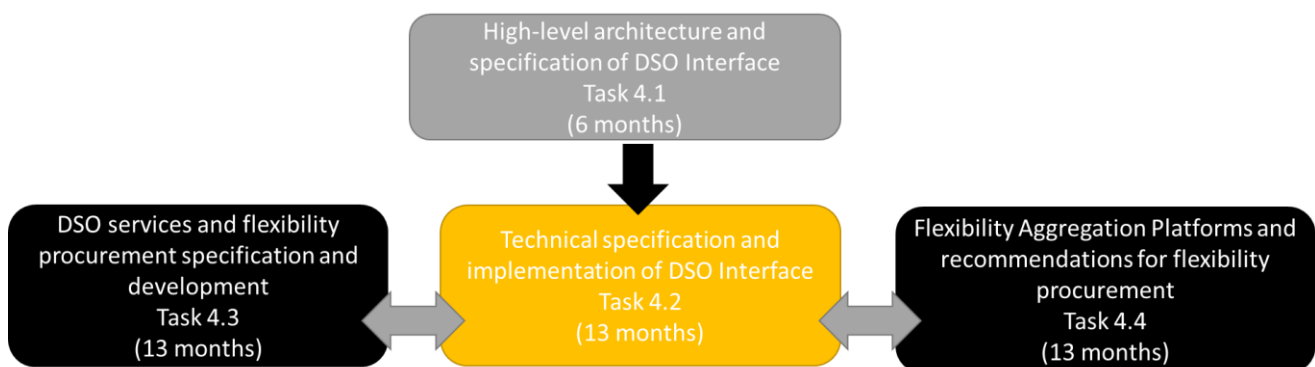 High-level architecture and
specification of DSO Interface
Task 4.1
(6 months)
DSO services and flexibility
procurement specification and
development
Task 4.3
(13 months)
Technical specification and
implementation of DSO Interface
Task 4.2
(13 months)
Flexibility Aggregation Platforms and
recommendations for flexibility
procurement
Task 4.4
(13 months)